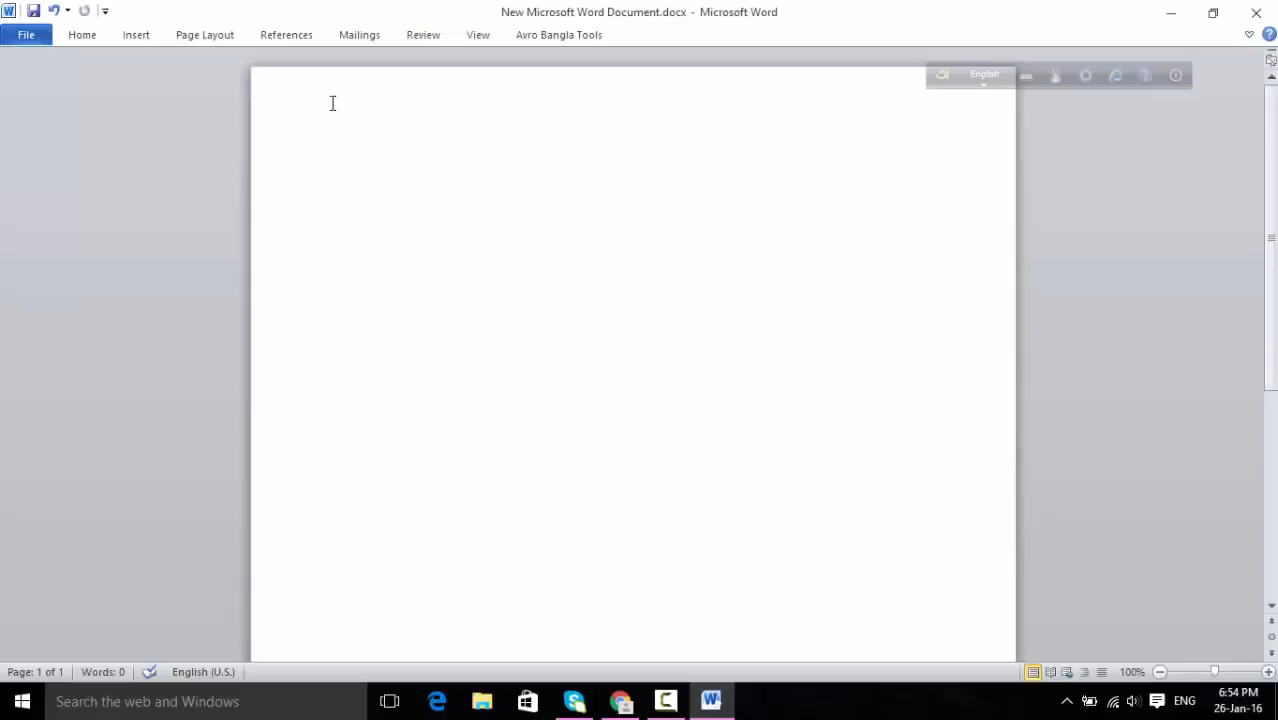 New Microsoft Word Document.docx - Microsoft Word
File Home Insert Page Layout References Mailings Review View Avro Bangla Tools
অ English
Page: 1 of 1 Words: 0 English (U.S.) 100%
Search the web and Windows ENG 6:54 PM
26-Jan-16